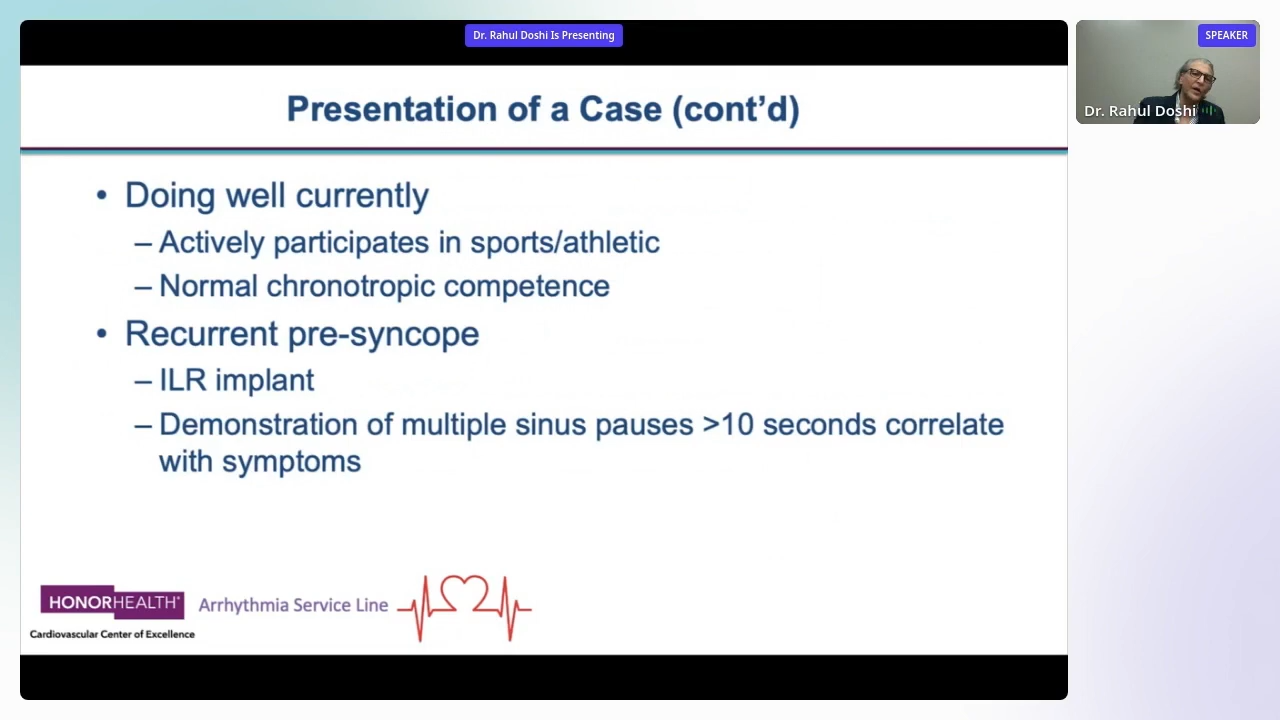 Dr. Rahul Doshi Is Presenting
SPEAKER
Dr. Rahul Doshi
Presentation of a Case (cont'd)
• Doing well currently
– Actively participates in sports/athletic
– Normal chronotropic competence
• Recurrent pre-syncope
– ILR implant
– Demonstration of multiple sinus pauses >10 seconds correlate
with symptoms
HONORHEALTH®
Arrhythmia Service Line
Cardiovascular Center of Excellence